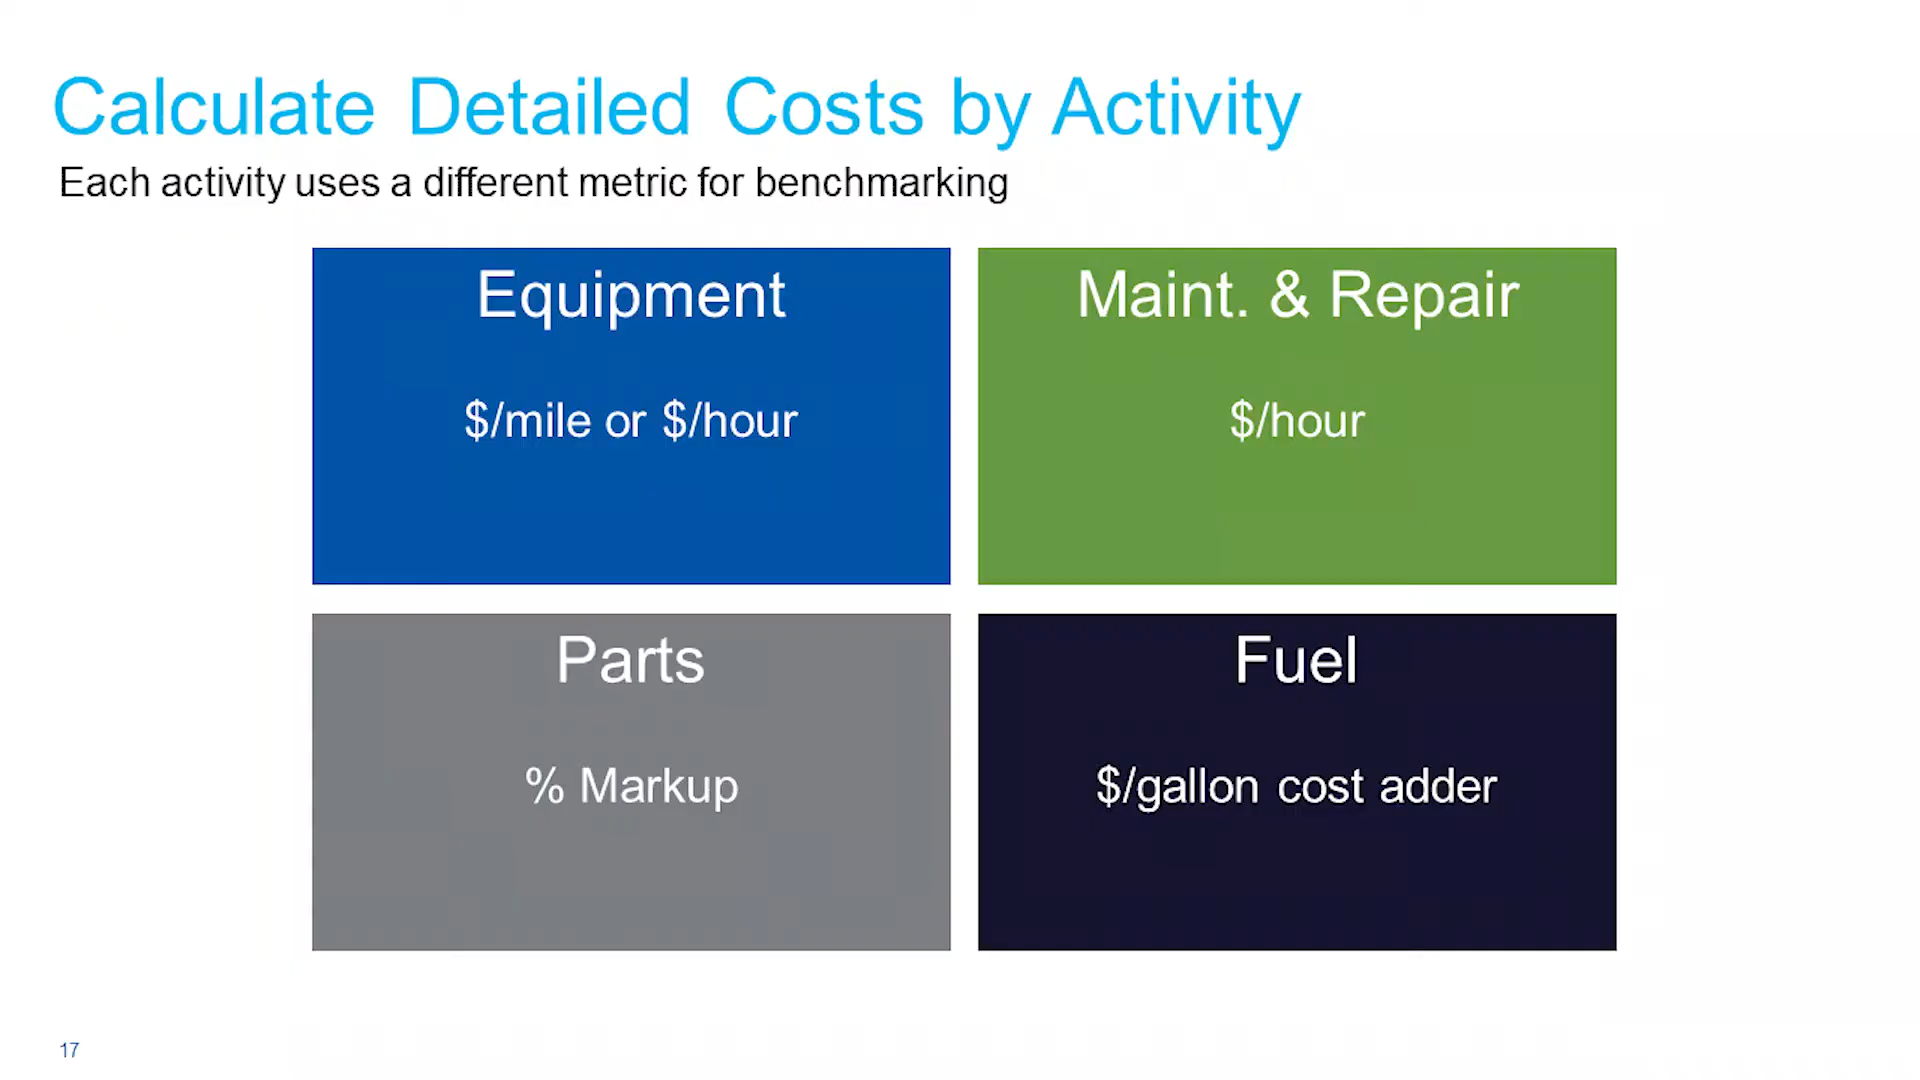 Calculate Detailed Costs by Activity
Each activity uses a different metric for benchmarking
Equipment
$/mile or $/hour
Maint. & Repair
$/hour
Parts
% Markup
Fuel
$/gallon cost adder
17